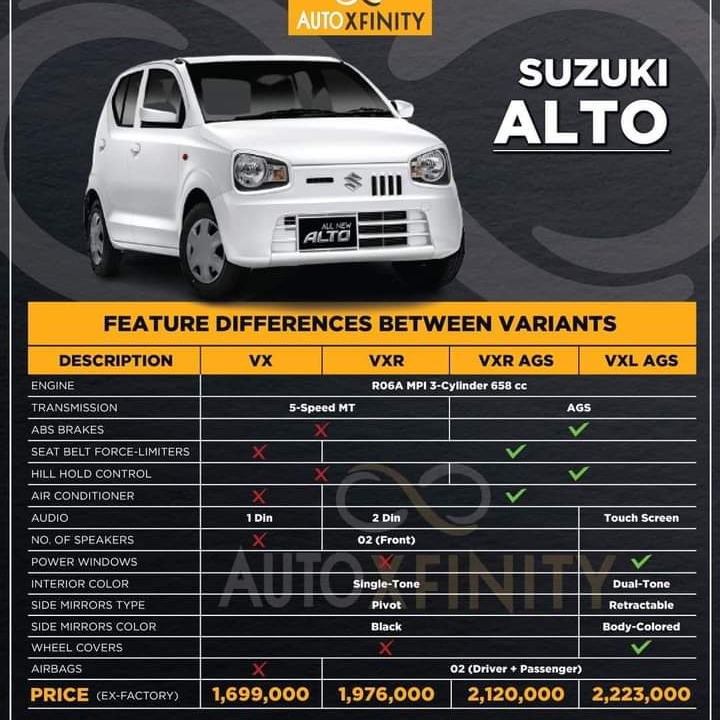 AUTOXFINITY
SUZUKI
ALTO
ALL NEW
ALTO
FEATURE DIFFERENCES BETWEEN VARIANTS
DESCRIPTION VX VXR VXR AGS VXL AGS
ENGINE R06A MPI 3-Cylinder 658 cc
TRANSMISSION 5-Speed MT AGS
ABS BRAKES X ✓
SEAT BELT FORCE-LIMITERS X ✓
HILL HOLD CONTROL X ✓
AIR CONDITIONER X ✓
AUDIO 1 Din 2 Din Touch Screen
NO. OF SPEAKERS X 02 (Front)
POWER WINDOWS X ✓
INTERIOR COLOR Single-Tone Dual-Tone
SIDE MIRRORS TYPE Pivot Retractable
SIDE MIRRORS COLOR Black Body-Colored
WHEEL COVERS X ✓
AIRBAGS X 02 (Driver + Passenger)
PRICE (EX-FACTORY) 1,699,000 1,976,000 2,120,000 2,223,000
AUTOXFINITY